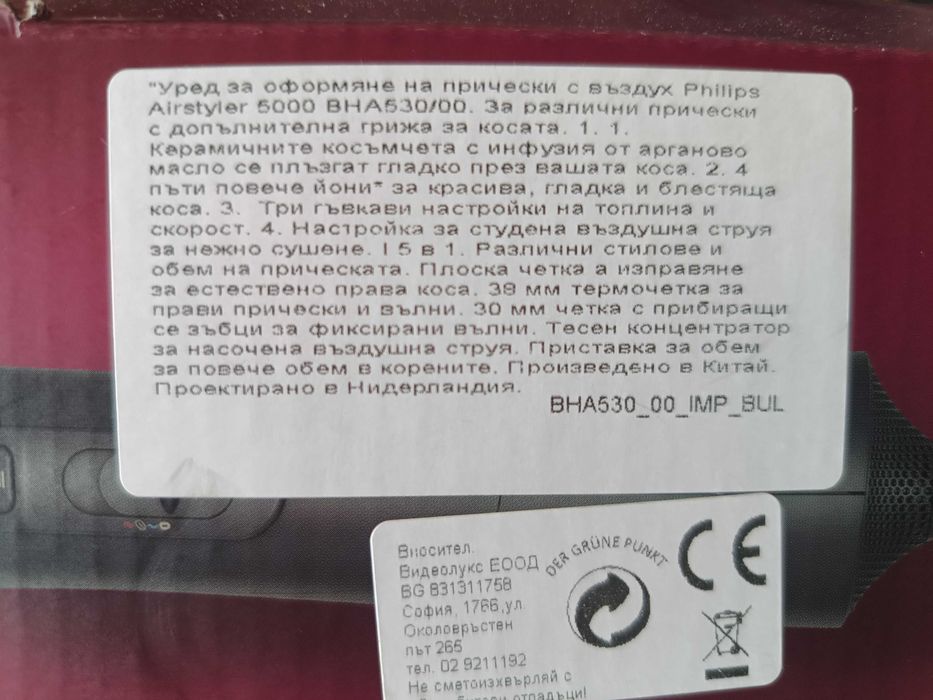 "Уред за оформяне на прически с въздух Philips
Airstyler 5000 BHA530/00. За различни прически
с допълнителна грижа за косата. 1. 1.
Керамичните косъмчета с инфузия от арганово
масло се плъзгат гладко през вашата коса. 2. 4
пъти повече йони* за красива, гладка и блестяща
коса. 3. Три гъвкави настройки на топлина и
скорост. 4. Настройка за студена въздушна струя
за нежно сушене. I 5 в 1. Различни стилове и
обем на прическата. Плоска четка а изправяне
за естествено права коса. 38 мм термочетка за
прави прически и вълни. 30 мм четка с прибиращи
се зъбци за фиксирани вълни. Тесен концентратор
за насочена въздушна струя. Приставка за обем
за повече обем в корените. Произведено в Китай.
Проектирано в Нидерландия.
BHA530_00_IMP_BUL
Вносител.
Видеолукс ЕООД
BG 831311758
София, 1766,ул.
Околовръстен
път 265
тел. 02 9211192
Не сметоизхвърляй с
битови отпадъци!
DER GRÜNE PUNKT
CE